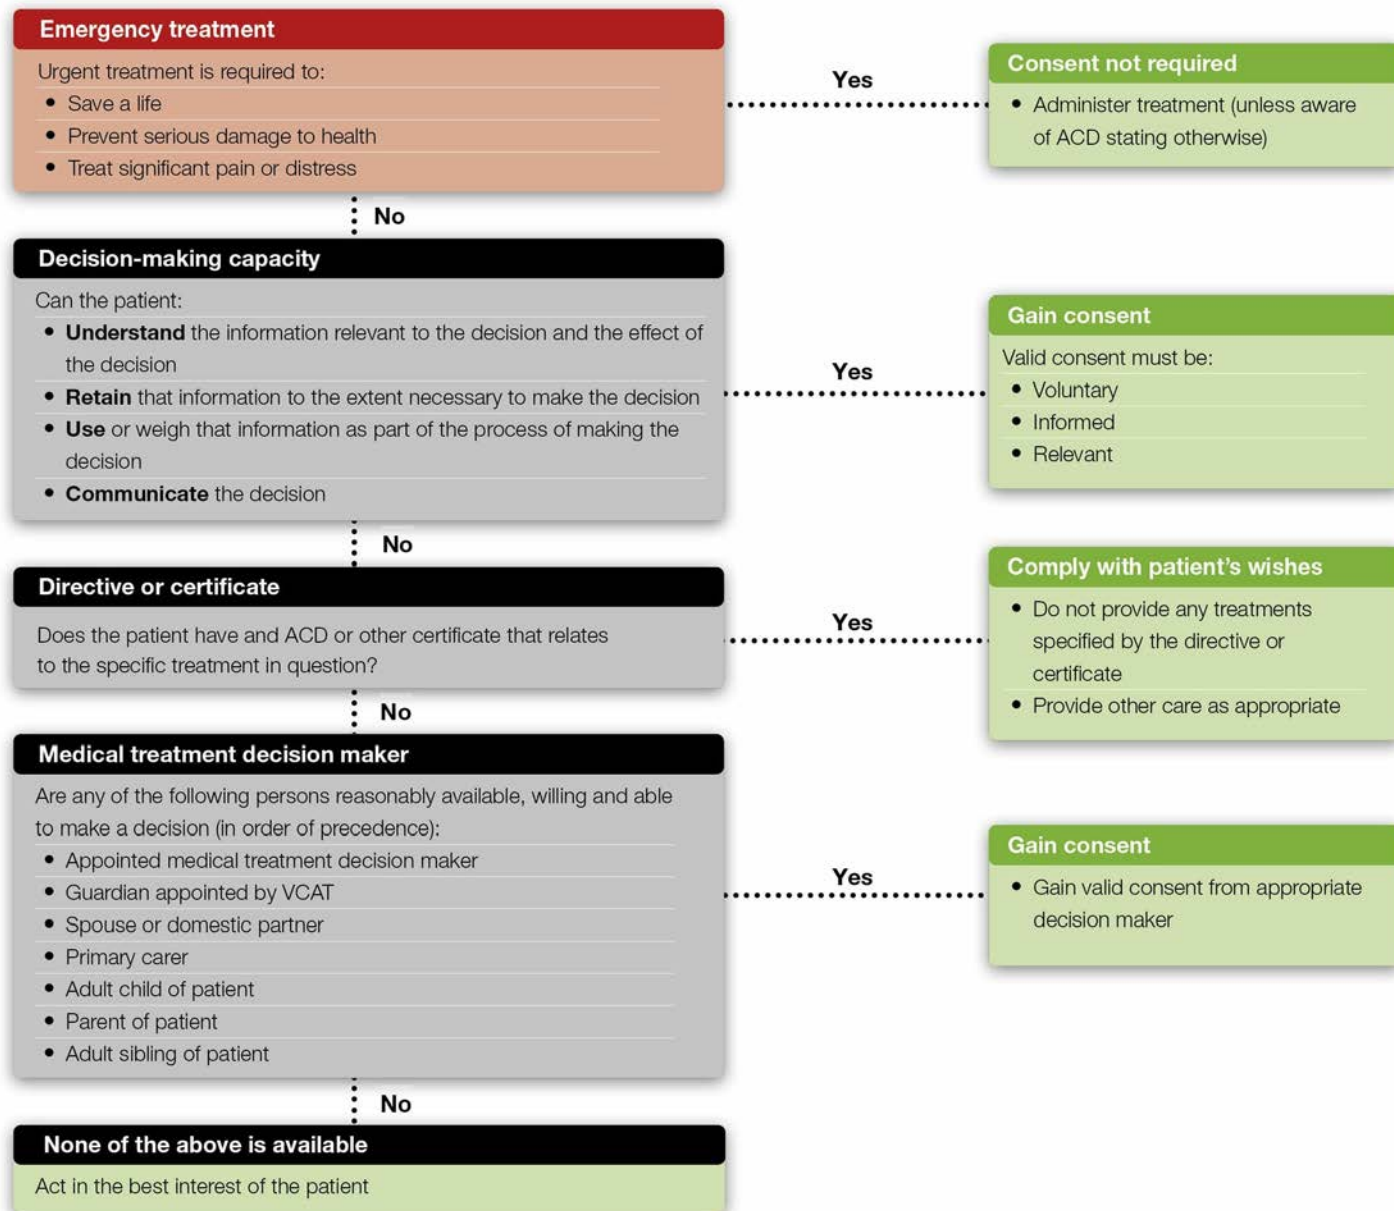 Emergency treatment
Urgent treatment is required to:
• Save a life
• Prevent serious damage to health
• Treat significant pain or distress
Yes
Consent not required
• Administer treatment (unless aware
of ACD stating otherwise)
No
Decision-making capacity
Can the patient:
• Understand the information relevant to the decision and the effect of
the decision
• Retain that information to the extent necessary to make the decision
• Use or weigh that information as part of the process of making the
decision
• Communicate the decision
Yes
Gain consent
Valid consent must be:
• Voluntary
• Informed
• Relevant
No
Directive or certificate
Does the patient have and ACD or other certificate that relates
to the specific treatment in question?
Yes
Comply with patient's wishes
• Do not provide any treatments
specified by the directive or
certificate
• Provide other care as appropriate
No
Medical treatment decision maker
Are any of the following persons reasonably available, willing and able
to make a decision (in order of precedence):
• Appointed medical treatment decision maker
• Guardian appointed by VCAT
• Spouse or domestic partner
• Primary carer
• Adult child of patient
• Parent of patient
• Adult sibling of patient
Yes
Gain consent
• Gain valid consent from appropriate
decision maker
No
None of the above is available
Act in the best interest of the patient